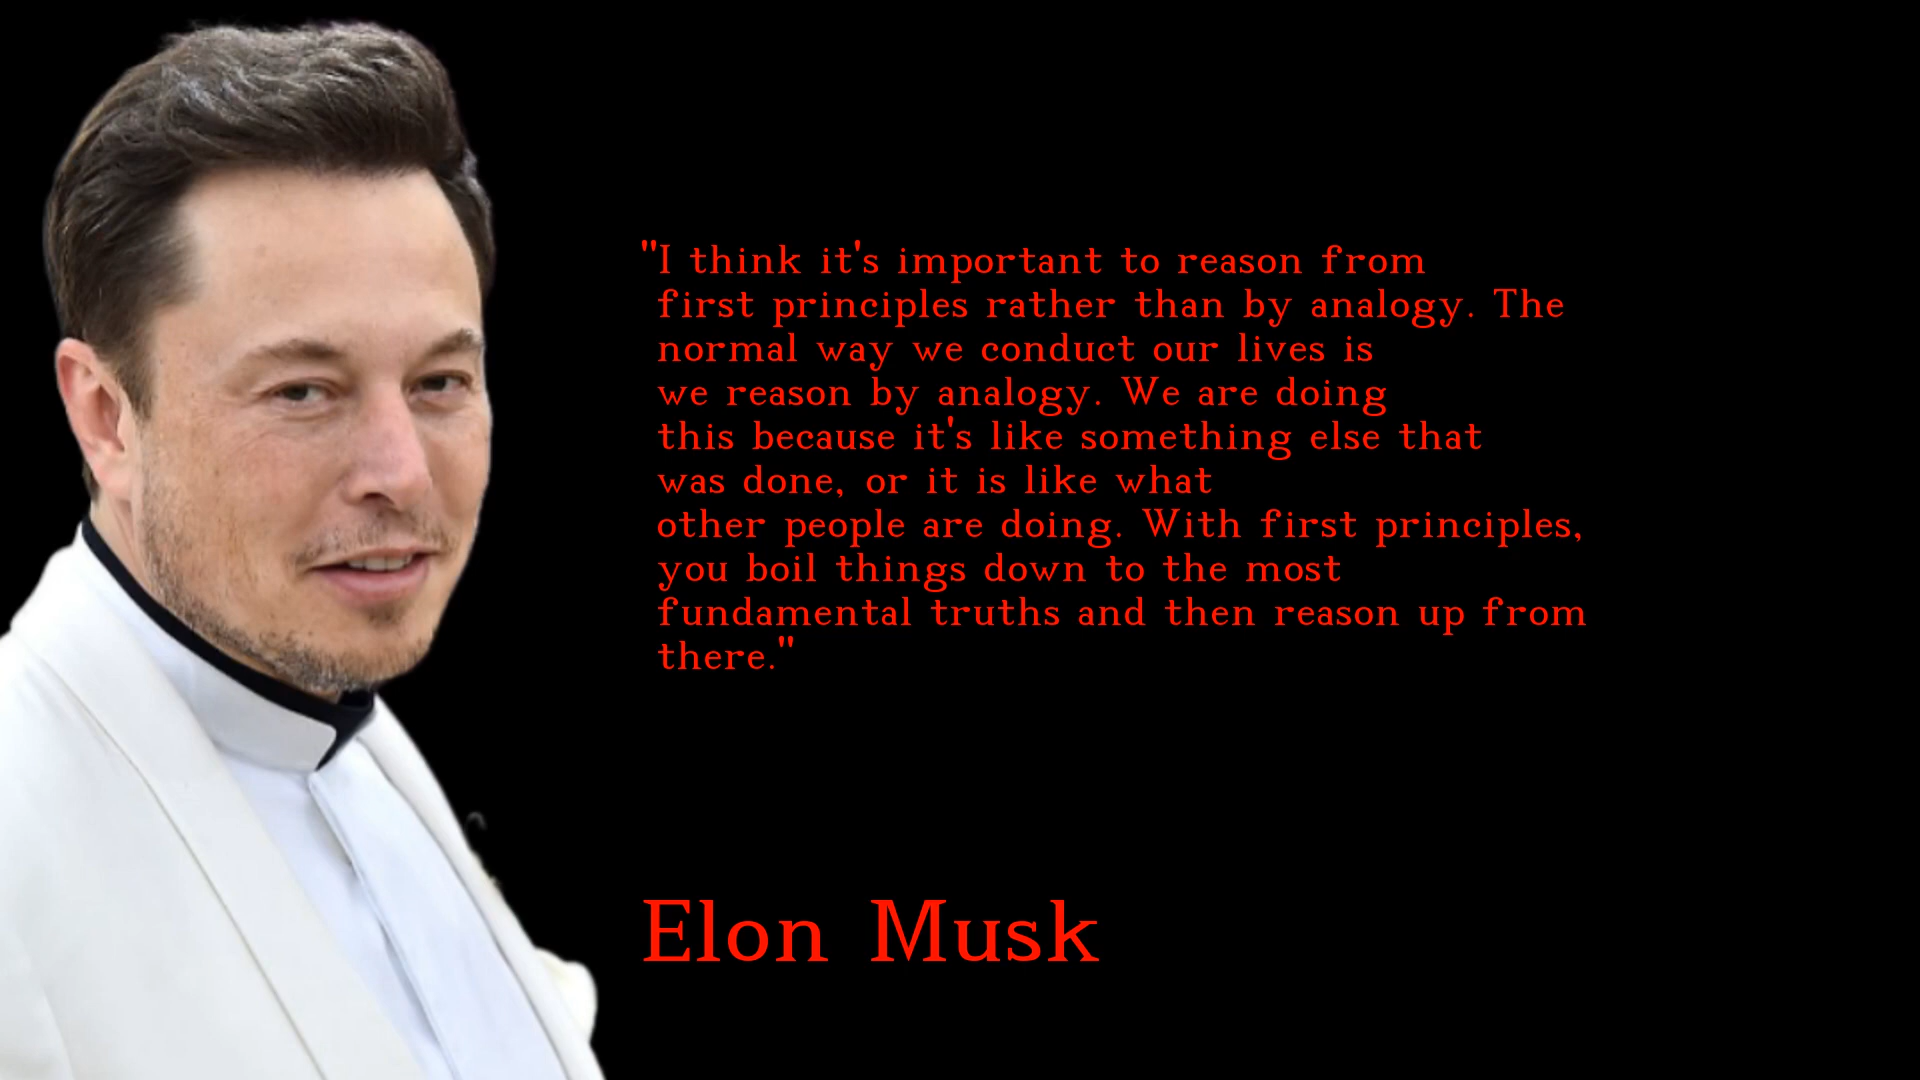 "I think it's important to reason from
first principles rather than by analogy. The
normal way we conduct our lives is
we reason by analogy. We are doing
this because it's like something else that
was done, or it is like what
other people are doing. With first principles,
you boil things down to the most
fundamental truths and then reason up from
there."
Elon Musk